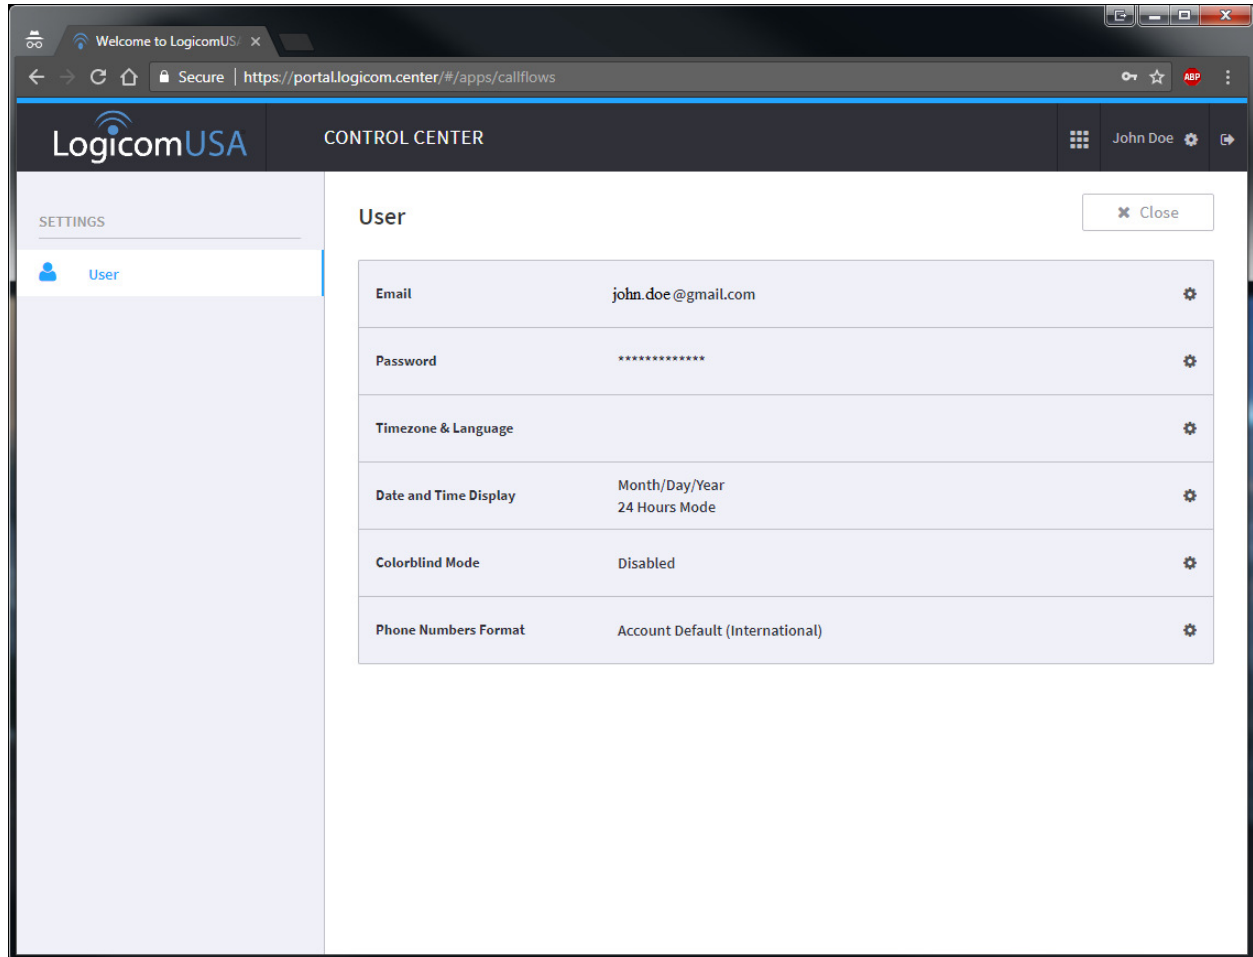 Welcome to LogicomUS
Secure | https://portal.logicom.center/#/apps/callflows
ABP
LogicomUSA
CONTROL CENTER
John Doe
SETTINGS
User
User
Close
Email john.doe@gmail.com
Password *************
Timezone & Language
Date and Time Display Month/Day/Year
24 Hours Mode
Colorblind Mode Disabled
Phone Numbers Format Account Default (International)